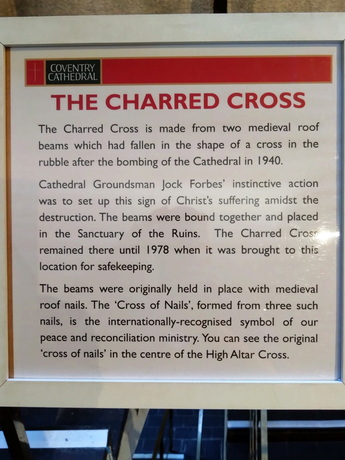 COVENTRY
CATHEDRAL
THE CHARRED CROSS
The Charred Cross is made from two medieval roof
beams which had fallen in the shape of a cross in the
rubble after the bombing of the Cathedral in 1940.
Cathedral Groundsman Jock Forbes' instinctive action
was to set up this sign of Christ's suffering amidst the
destruction. The beams were bound together and placed
in the Sanctuary of the Ruins. The Charred Cross
remained there until 1978 when it was brought to this
location for safekeeping.
The beams were originally held in place with medieval
roof nails. The 'Cross of Nails', formed from three such
nails, is the internationally-recognised symbol of our
peace and reconciliation ministry. You can see the original
'cross of nails' in the centre of the High Altar Cross.